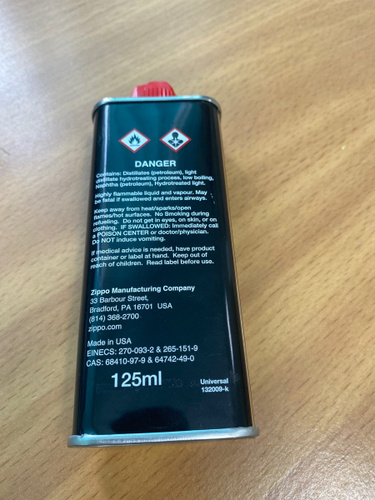 DANGER
Contains: Distillates (petroleum), light
distillate hydrotreating process, low boiling,
Naphtha (petroleum), Hydrotreated light.
Highly flammable liquid and vapour. May
be fatal if swallowed and enters airways.
Keep away from heat/sparks/open
flames/hot surfaces. No Smoking during
refueling. Do not get in eyes, on skin, or on
clothing. IF SWALLOWED: Immediately call
a POISON CENTER or doctor/physician.
Do NOT induce vomiting.
If medical advice is needed, have product
container or label at hand. Keep out of
reach of children. Read label before use.
Zippo Manufacturing Company
33 Barbour Street,
Bradford, PA 16701 USA
(814) 368-2700
zippo.com
Made in USA
EINECS: 270-093-2 & 265-151-9
CAS: 68410-97-9 & 64742-49-0
125ml
Universal
132009-k